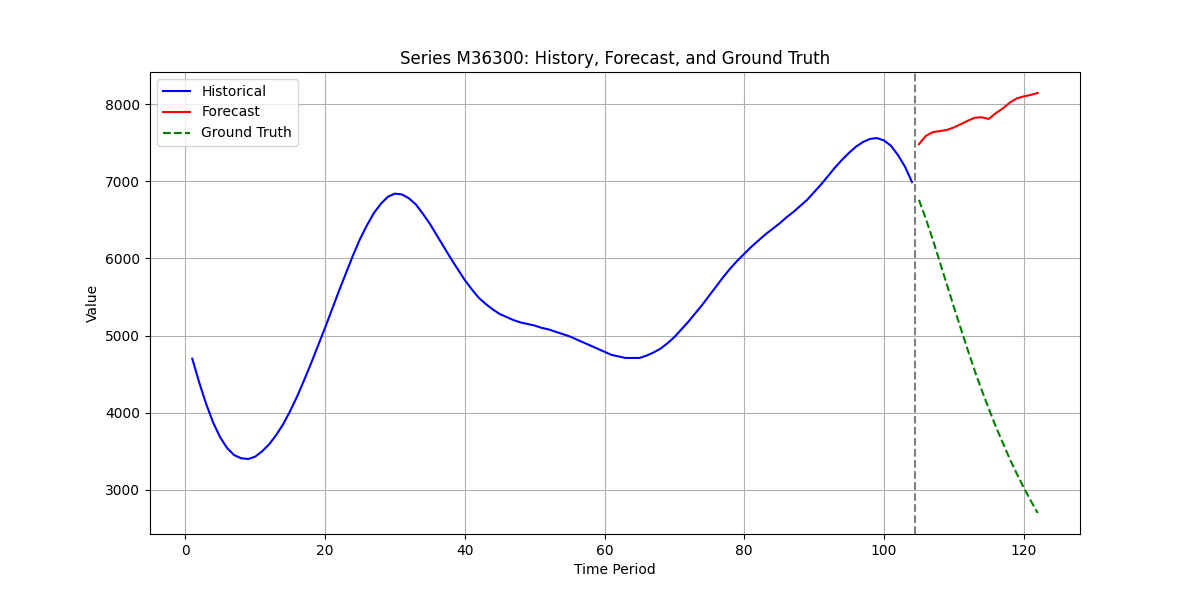 Series M36300: History, Forecast, and Ground Truth
Historical
Forecast
Ground Truth
8000
7000
6000
5000
4000
3000
Value
0 20 40 60 80 100 120
Time Period